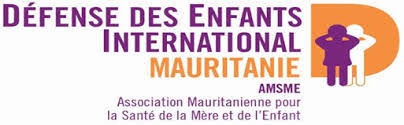 DÉFENSE DES ENFANTS
INTERNATIONAL
MAURITANIE
AMSME
Association Mauritanienne pour
la Santé de la Mère et de l'Enfant